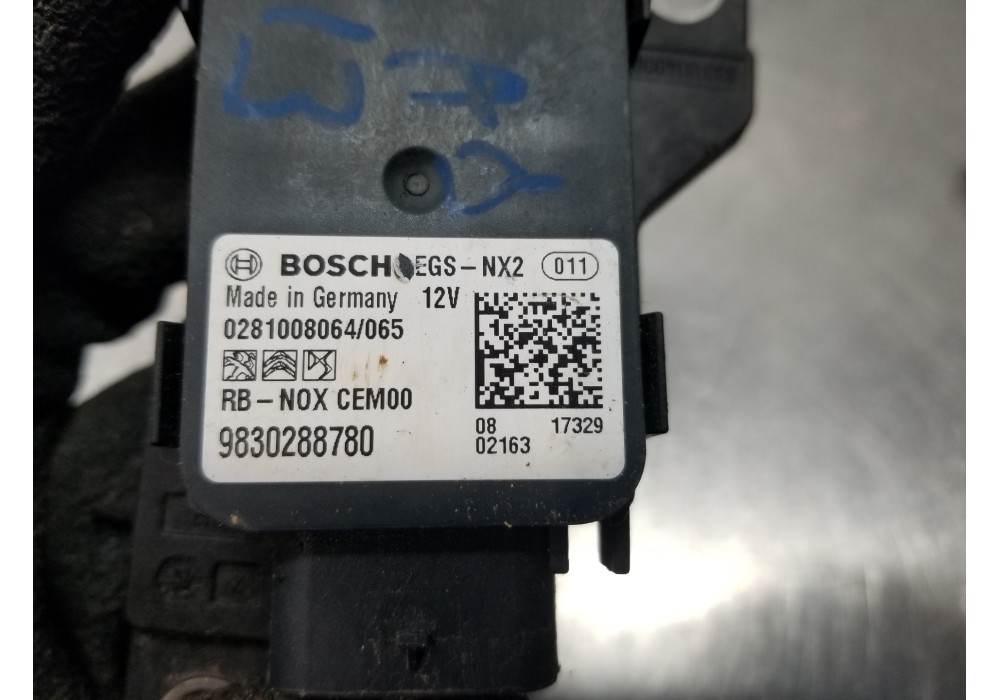 BOSCH EGS-NX2 011
Made in Germany 12V
0281008064/065
RB-NOX CEM00
9830288780
08 17329
02163